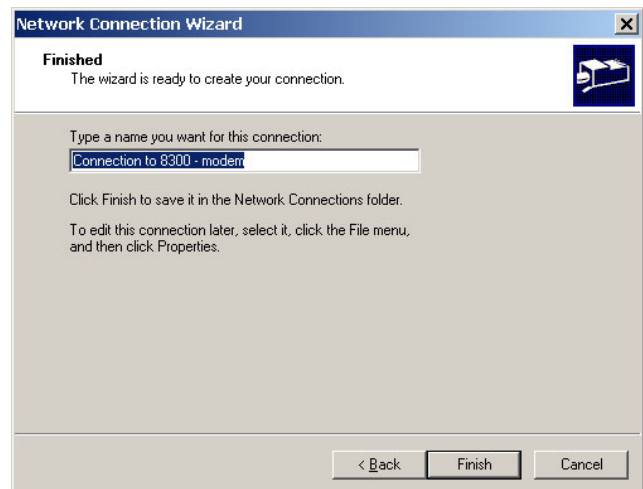 Network Connection Wizard
Finished
The wizard is ready to create your connection.
Type a name you want for this connection:
Connection to 8300 - modem
Click Finish to save it in the Network Connections folder.
To edit this connection later, select it, click the File menu,
and then click Properties.
< Back Finish Cancel